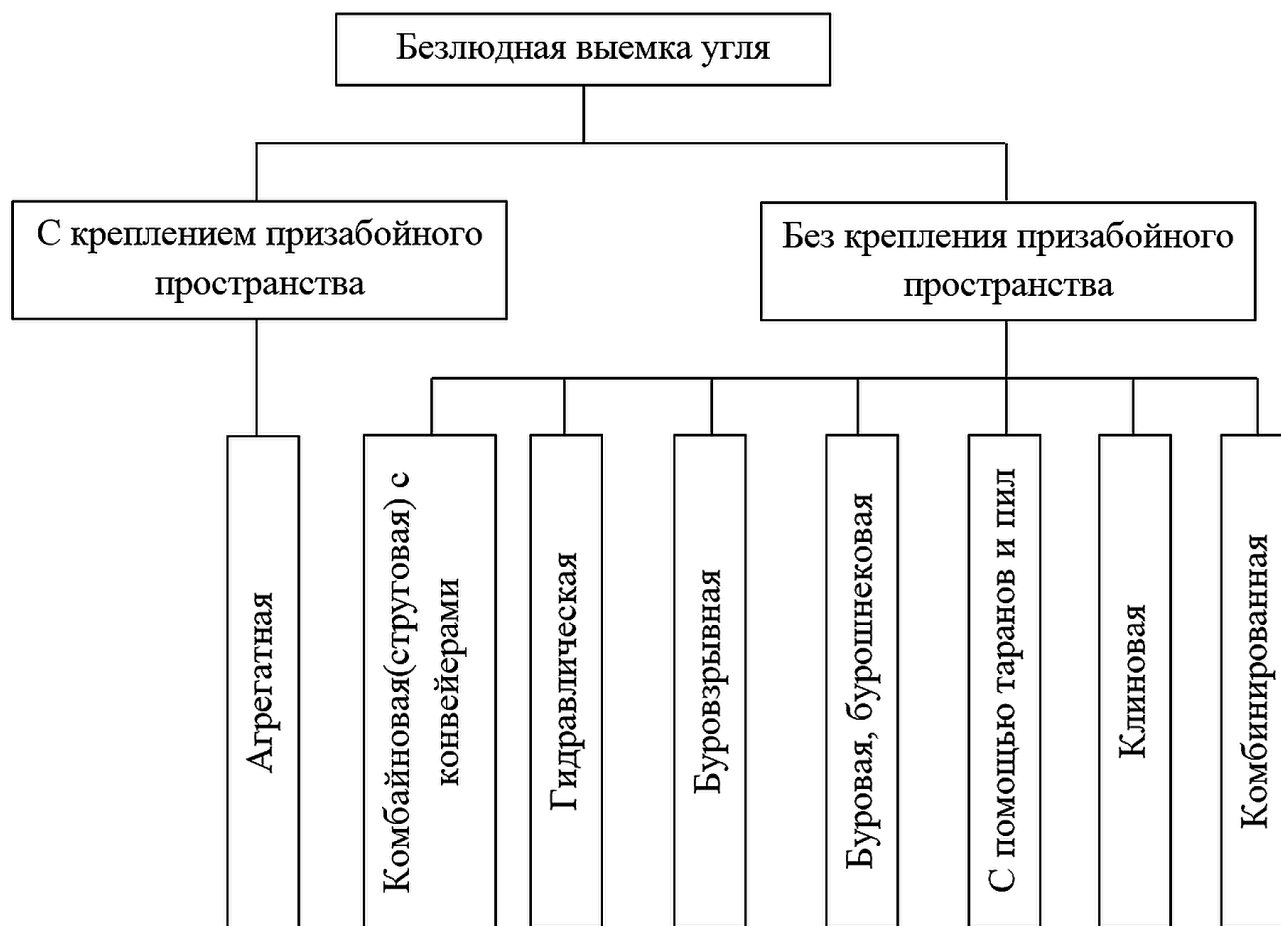 Безлюдная выемка угля
С креплением призабойного
пространства
Без крепления призабойного
пространства
Агрегатная
Комбайновая(струговая) с
конвейерами
Гидравлическая
Буровзрывная
Буровая, бурошнековая
С помощью таранов и пил
Клиновая
Комбинированная